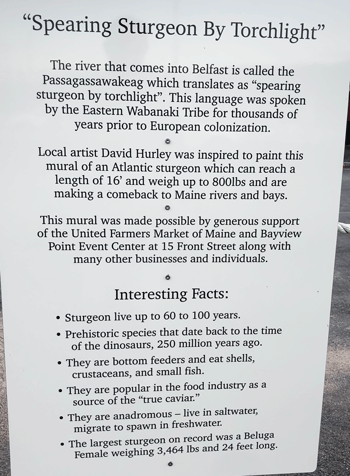 “Spearing Sturgeon By Torchlight”
The river that comes into Belfast is called the
Passagassawakeag which translates as “spearing
sturgeon by torchlight”. This language was spoken
by the Eastern Wabanaki Tribe for thousands of
years prior to European colonization.
Local artist David Hurley was inspired to paint this
mural of an Atlantic sturgeon which can reach a
length of 16’ and weigh up to 800lbs and are
making a comeback to Maine rivers and bays.
This mural was made possible by generous support
of the United Farmers Market of Maine and Bayview
Point Event Center at 15 Front Street along with
many other businesses and individuals.
Interesting Facts:
• Sturgeon live up to 60 to 100 years.
• Prehistoric species that date back to the time
of the dinosaurs, 250 million years ago.
• They are bottom feeders and eat shells,
crustaceans, and small fish.
• They are popular in the food industry as a
source of the “true caviar.”
• They are anadromous – live in saltwater,
migrate to spawn in freshwater.
• The largest sturgeon on record was a Beluga
Female weighing 3,464 lbs and 24 feet long.